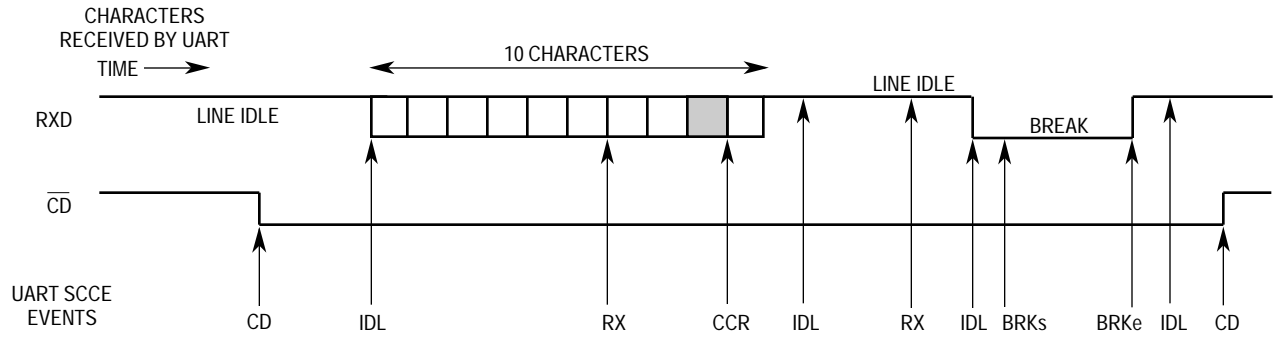 CHARACTERS
RECEIVED BY UART
TIME
10 CHARACTERS
RXD
LINE IDLE
LINE IDLE
BREAK
CD
UART SCCE
EVENTS
CD
IDL
RX
CCR
IDL
RX
IDL
BRKs
BRKe
IDL
CD